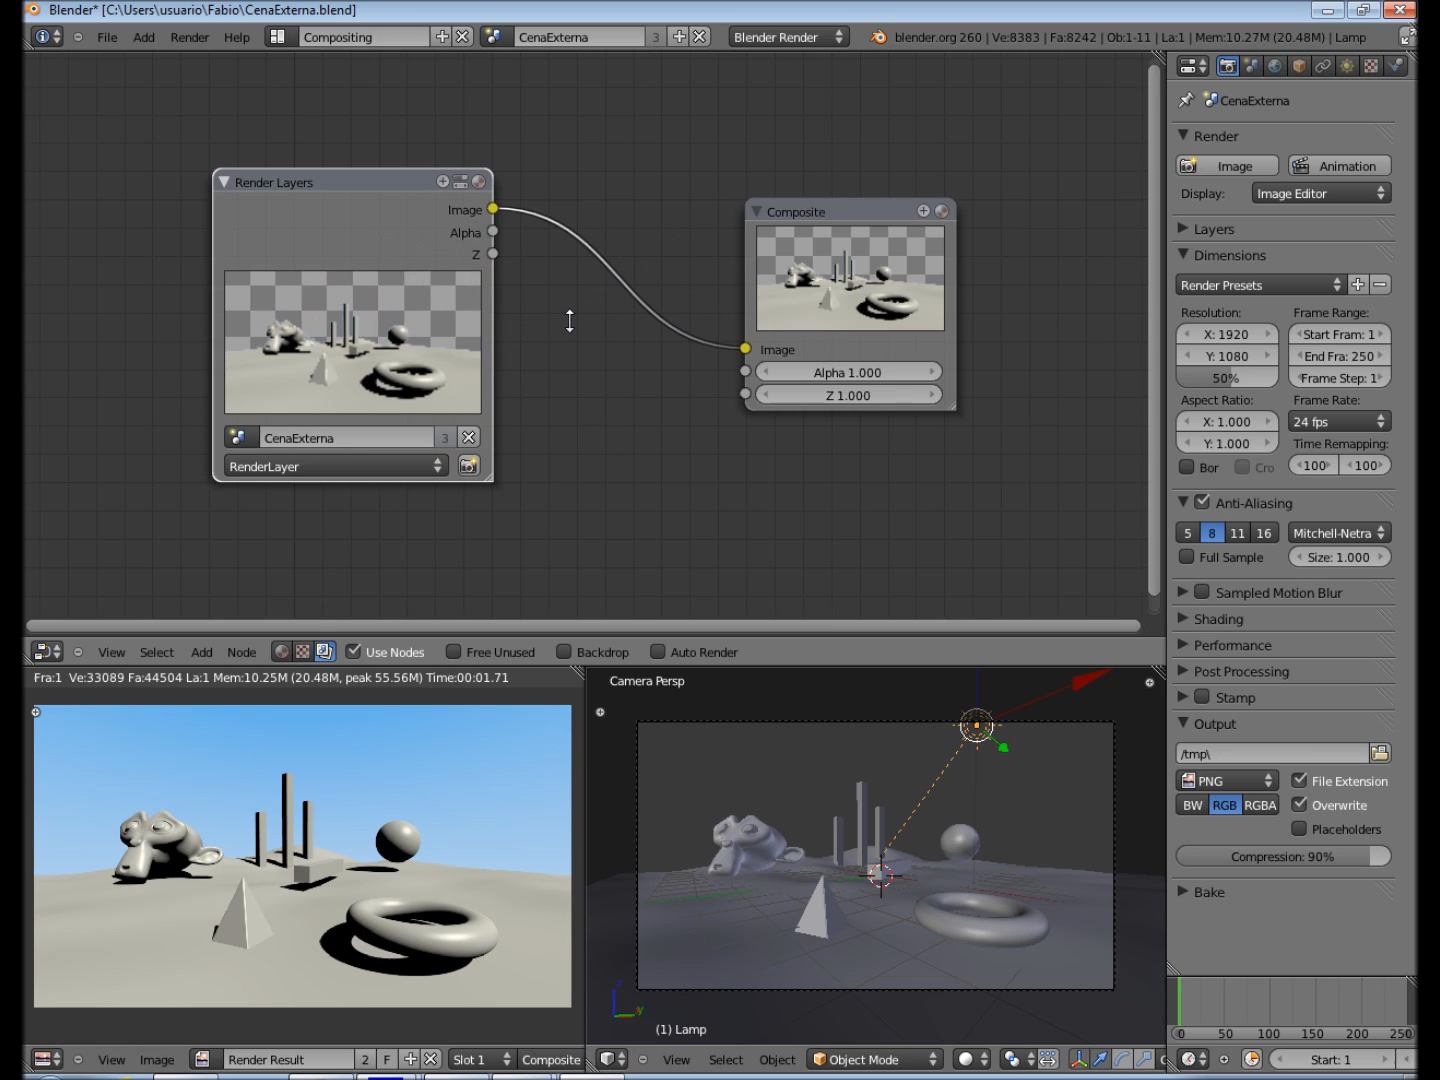 Blender* [C:\Users\usuario\Fabio\CenaExterna.blend]
File Add Render Help Compositing CenaExterna 3 Blender Render blender.org 260 | Ve:8383 | Fa:8242 | Ob:1-11 | La:1 | Mem:10.27M (20.48M) | Lamp
Render Layers
Image
Alpha
Z
CenaExterna 3
RenderLayer
Composite
Image
Alpha 1.000
Z 1.000
View Select Add Node Use Nodes Free Unused Backdrop Auto Render
Fra:1 Ve:33089 Fa:44504 La:1 Mem:10.25M (20.48M, peak 55.56M) Time:00:01.71
View Image Render Result 2 F Slot 1 Composite
Camera Persp
(1) Lamp
View Select Object Object Mode
CenaExterna
Render
Image Animation
Display: Image Editor
Layers
Dimensions
Render Presets
Resolution: Frame Range:
X: 1920 Start Fram: 1
Y: 1080 End Fra: 250
50% Frame Step: 1
Aspect Ratio: Frame Rate:
X: 1.000 24 fps
Y: 1.000 Time Remapping:
Bor Cro 100 100
Anti-Aliasing
5 8 11 16 Mitchell-Netra
Full Sample Size: 1.000
Sampled Motion Blur
Shading
Performance
Post Processing
Stamp
Output
/tmp\
PNG File Extension
BW RGB RGBA Overwrite
Placeholders
Compression: 90%
Bake
0 50 100 150 200 250
Start: 1